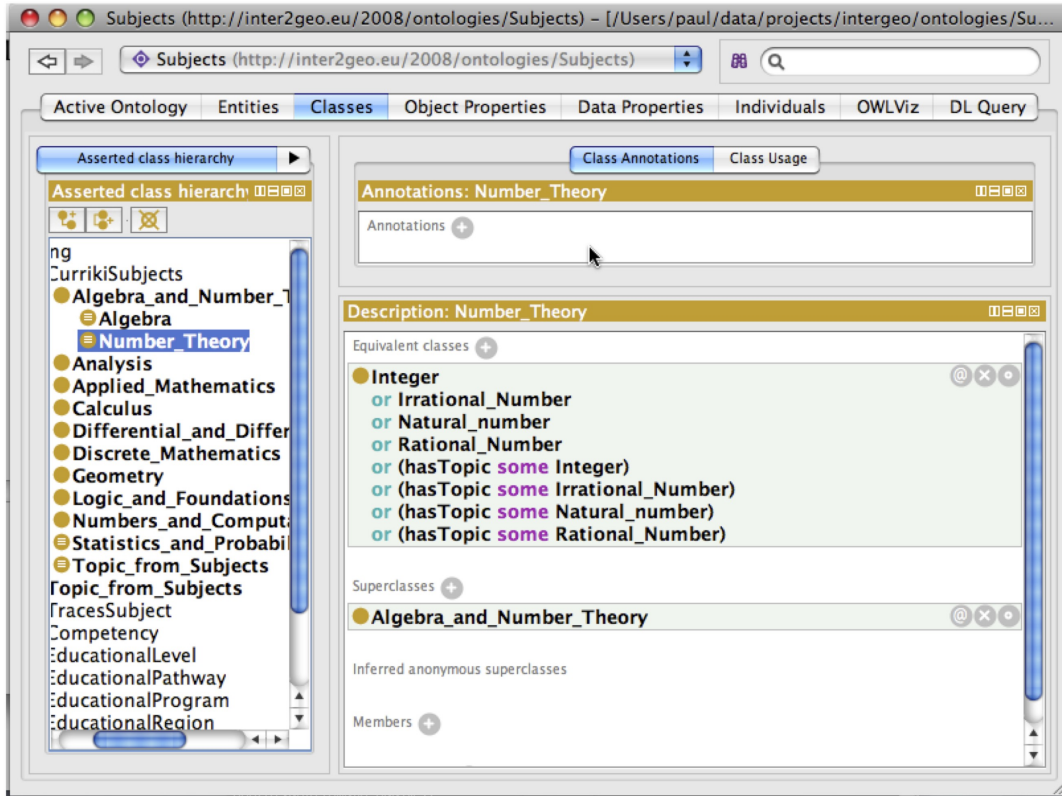 Subjects (http://inter2geo.eu/2008/ontologies/Subjects) – [/Users/paul/data/projects/intergeo/ontologies/Su...
Subjects (http://inter2geo.eu/2008/ontologies/Subjects)
Active Ontology Entities Classes Object Properties Data Properties Individuals OWLViz DL Query
Asserted class hierarchy
Asserted class hierarchy
ng
CurrikiSubjects
Algebra_and_Number_T
Algebra
Number_Theory
Analysis
Applied_Mathematics
Calculus
Differential_and_Differ
Discrete_Mathematics
Geometry
Logic_and_Foundations
Numbers_and_Computa
Statistics_and_Probabil
Topic_from_Subjects
Topic_from_Subjects
TracesSubject
Competency
EducationalLevel
EducationalPathway
EducationalProgram
EducationalRegion
Class Annotations Class Usage
Annotations: Number_Theory
Annotations
Description: Number_Theory
Equivalent classes
Integer
or Irrational_Number
or Natural_number
or Rational_Number
or (hasTopic some Integer)
or (hasTopic some Irrational_Number)
or (hasTopic some Natural_number)
or (hasTopic some Rational_Number)
Superclasses
Algebra_and_Number_Theory
Inferred anonymous superclasses
Members